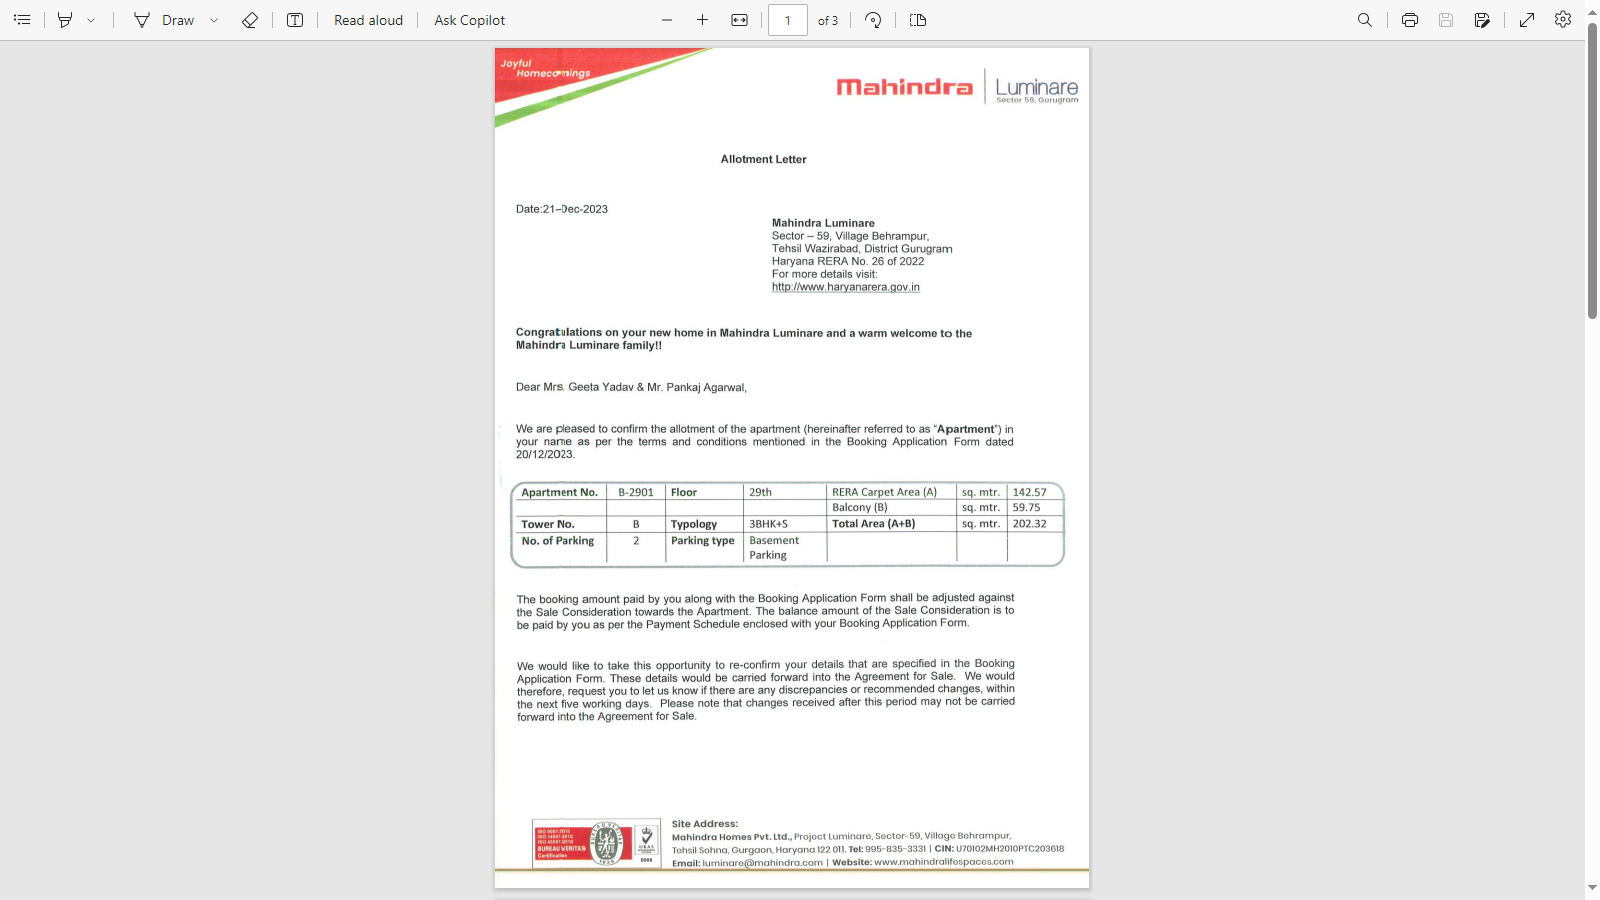 Draw
Read aloud
Ask Copilot
1
of 3
Joyful
Homecomings
Mahindra
Luminare
Sector 59, Gurugram
Allotment Letter
Date:21-Dec-2023
Mahindra Luminare
Sector – 59, Village Behrampur,
Tehsil Wazirabad, District Gurugram
Haryana RERA No. 26 of 2022
For more details visit:
http://www.haryanarera.gov.in
Congratulations on your new home in Mahindra Luminare and a warm welcome to the
Mahindra Luminare family!!
Dear Mrs. Geeta Yadav & Mr. Pankaj Agarwal,
We are pleased to confirm the allotment of the apartment (hereinafter referred to as "Apartment") in
your name as per the terms and conditions mentioned in the Booking Application Form dated
20/12/2023.
Apartment No. B-2901 Floor 29th RERA Carpet Area (A) sq. mtr. 142.57
Balcony (B) sq. mtr. 59.75
Tower No. B Typology 3BHK+S Total Area (A+B) sq. mtr. 202.32
No. of Parking 2 Parking type Basement
Parking
The booking amount paid by you along with the Booking Application Form shall be adjusted against
the Sale Consideration towards the Apartment. The balance amount of the Sale Consideration is to
be paid by you as per the Payment Schedule enclosed with your Booking Application Form.
We would like to take this opportunity to re-confirm your details that are specified in the Booking
Application Form. These details would be carried forward into the Agreement for Sale. We would
therefore, request you to let us know if there are any discrepancies or recommended changes, within
the next five working days. Please note that changes received after this period may not be carried
forward into the Agreement for Sale.
ISO 9001:2015
ISO 14001:2015
ISO 45001:2018
BUREAU VERITAS
Certification
BUREAU VERITAS
1828
UKAS
0008
Site Address:
Mahindra Homes Pvt. Ltd., Project Luminare, Sector-59, Village Behrampur,
Tehsil Sohna, Gurgaon, Haryana 122 011. Tel: 995-835-3331 | CIN: U70102MH2010PTC203618
Email: luminare@mahindra.com | Website: www.mahindralifespaces.com